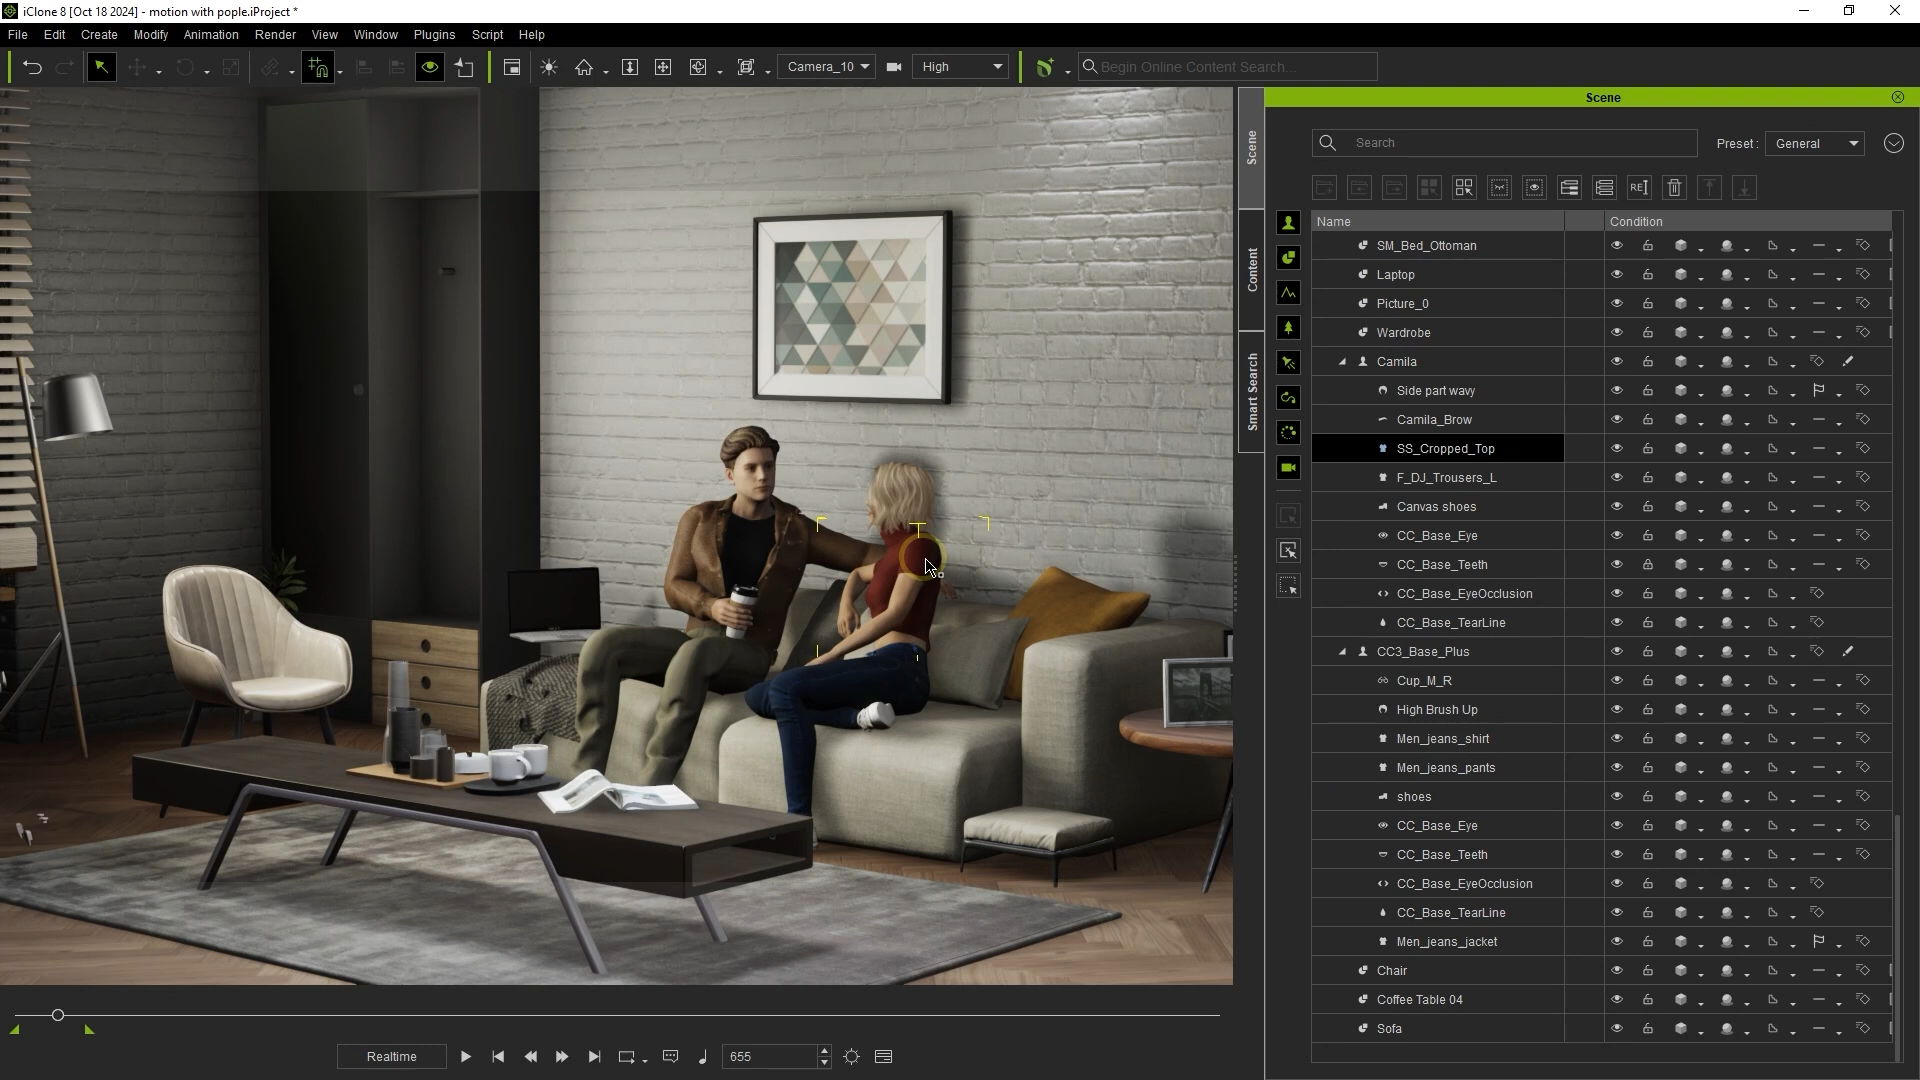 iClone 8 [Oct 18 2024] - motion with pople.iProject *
File Edit Create Modify Animation Render View Window Plugins Script Help
Camera_10 High Begin Online Content Search...
Scene
Scene
Content
Smart Search
Search Preset : General
REI
Name Condition
SM_Bed_Ottoman
Laptop
Picture_0
Wardrobe
Camila
Side part wavy
Camila_Brow
SS_Cropped_Top
F_DJ_Trousers_L
Canvas shoes
CC_Base_Eye
CC_Base_Teeth
CC_Base_EyeOcclusion
CC_Base_TearLine
CC3_Base_Plus
Cup_M_R
High Brush Up
Men_jeans_shirt
Men_jeans_pants
shoes
CC_Base_Eye
CC_Base_Teeth
CC_Base_EyeOcclusion
CC_Base_TearLine
Men_jeans_jacket
Chair
Coffee Table 04
Sofa
Realtime 655